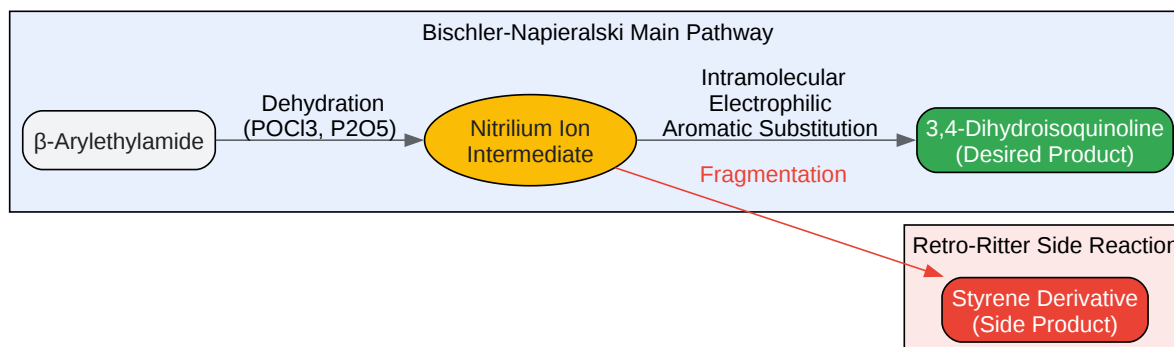 Bischler-Napieralski Main Pathway
β-Arylethylamide
Dehydration
(POCl3, P2O5)
Nitrilium Ion
Intermediate
Intramolecular
Electrophilic
Aromatic Substitution
3,4-Dihydroisoquinoline
(Desired Product)
Fragmentation
Retro-Ritter Side Reaction
Styrene Derivative
(Side Product)